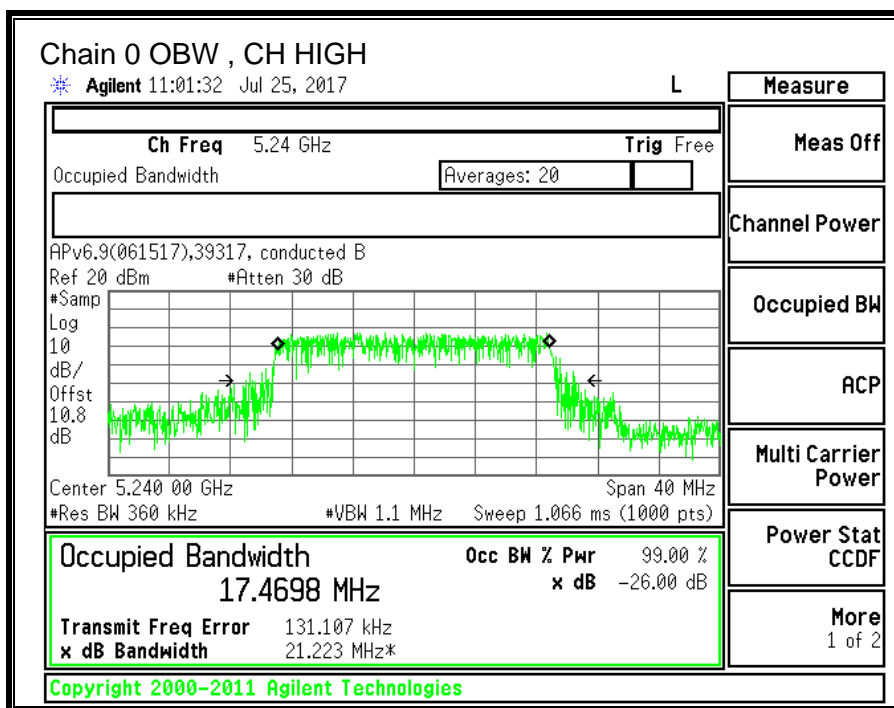 Chain 0 OBW , CH HIGH
Agilent 11:01:32 Jul 25, 2017 L
Measure
Ch Freq 5.24 GHz Trig Free
Meas Off
Occupied Bandwidth Averages: 20
Channel Power
APv6.9(061517),39317, conducted B
Ref 20 dBm #Atten 30 dB
#Samp
Log
10
dB/
Offst
10.8
dB
Occupied BW
ACP
Multi Carrier
Power
Center 5.240 00 GHz Span 40 MHz
#Res BW 360 kHz #VBW 1.1 MHz Sweep 1.066 ms (1000 pts)
Power Stat
CCDF
Occupied Bandwidth Occ BW % Pwr 99.00 %
17.4698 MHz x dB -26.00 dB
Transmit Freq Error 131.107 kHz
x dB Bandwidth 21.223 MHz*
More
1 of 2
Copyright 2000-2011 Agilent Technologies